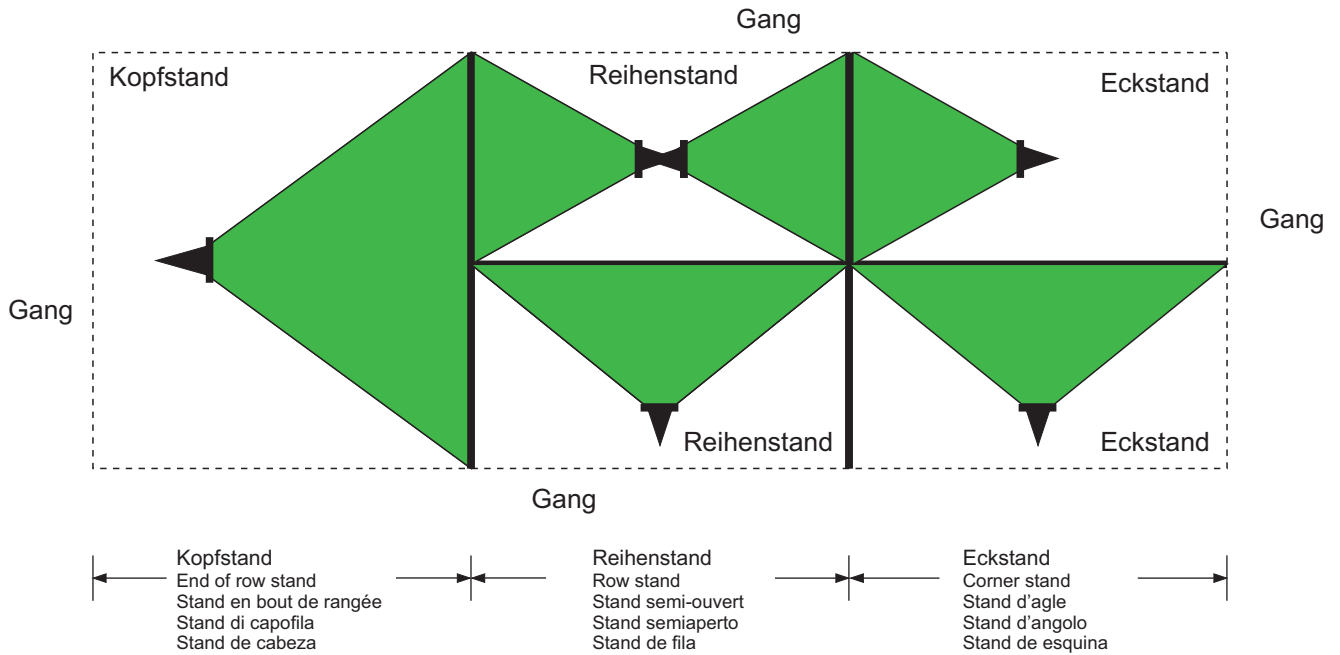 Gang
Kopfstand
Reihenstand
Eckstand
Gang
Gang
Reihenstand
Eckstand
Gang
Kopfstand
End of row stand
Stand en bout de rangée
Stand di capofila
Stand de cabeza
Reihenstand
Row stand
Stand semi-ouvert
Stand semiaperto
Stand de fila
Eckstand
Corner stand
Stand d'agle
Stand d'angolo
Stand de esquina